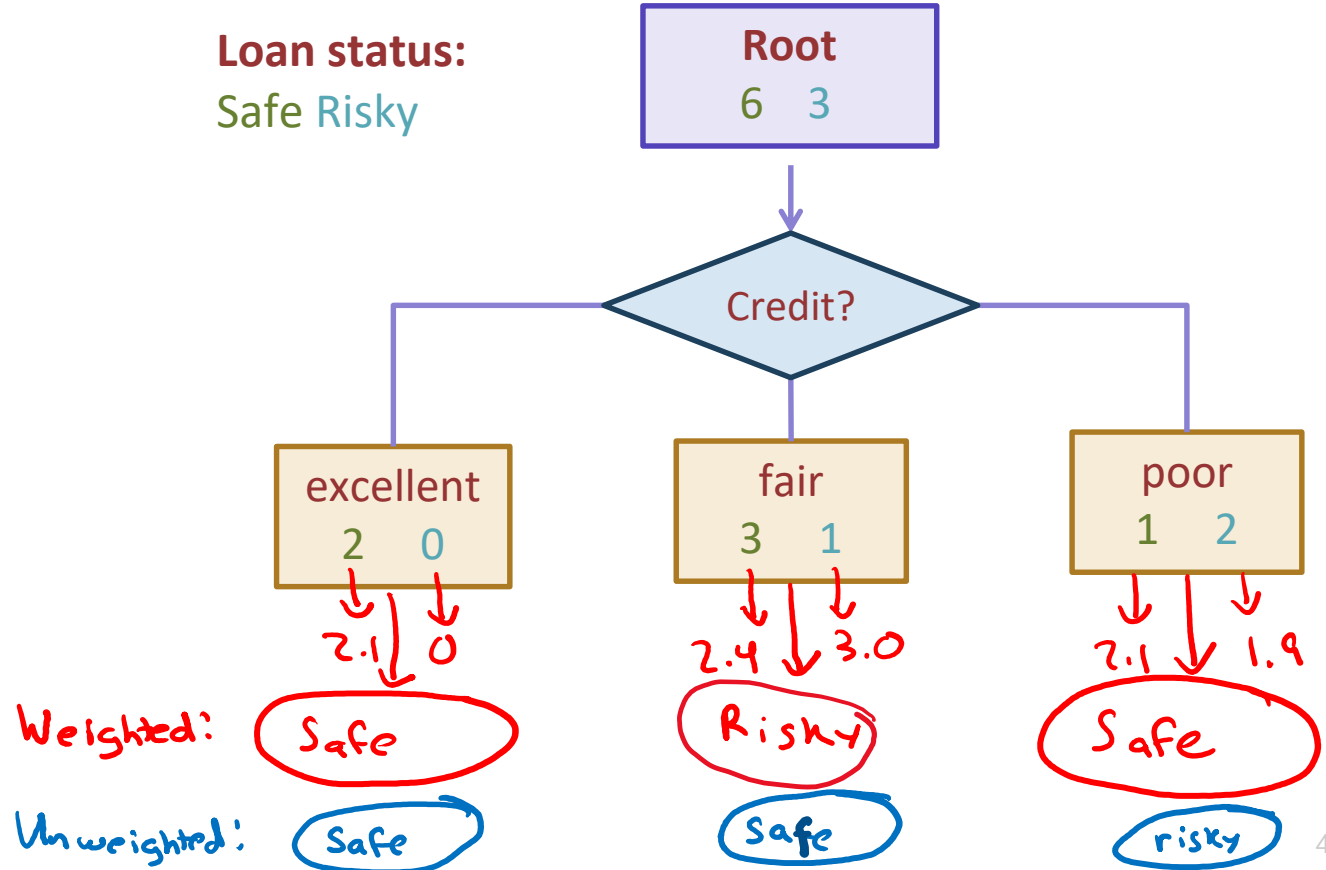 Loan status:
Safe Risky
Root
6 3
Credit?
excellent
2 0
fair
3 1
poor
1 2
2.1 0
2.4 3.0
2.1 1.9
Weighted: Safe Risky Safe
Unweighted: Safe Safe risky
4